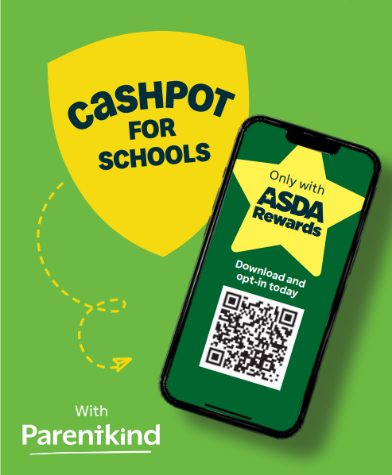 CaSHPOT
FOR
SCHOOLS
Only with
ASDA
Rewards
Download and
opt-in today
With
Parentkind